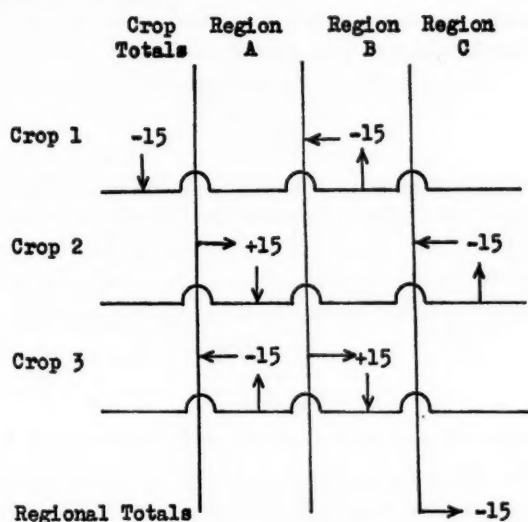 Crop Region Region Region
Totals A B C
Crop 1 -15 -15
Crop 2 +15 -15
Crop 3 -15 +15
Regional Totals -15